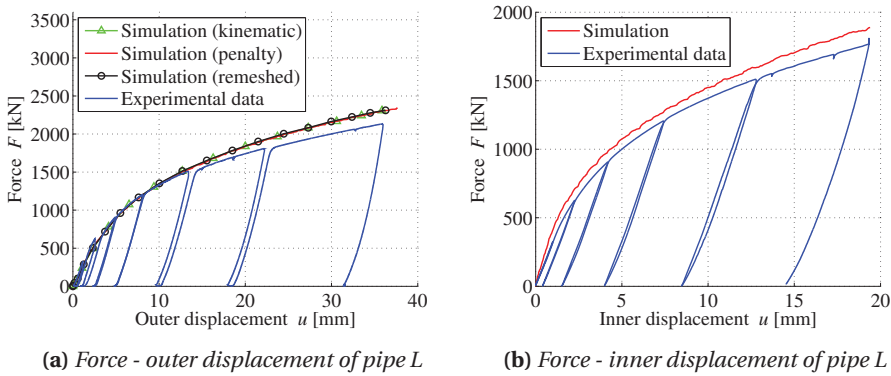 3500
3000
2500
2000
1500
1000
500
0
Force F [kN]
Simulation (kinematic)
Simulation (penalty)
Simulation (remeshed)
Experimental data
0 10 20 30 40
Outer displacement u [mm]
(a) Force - outer displacement of pipe L
2000
1500
1000
500
0
Force F [kN]
Simulation
Experimental data
0 5 10 15 20
Inner displacement u [mm]
(b) Force - inner displacement of pipe L